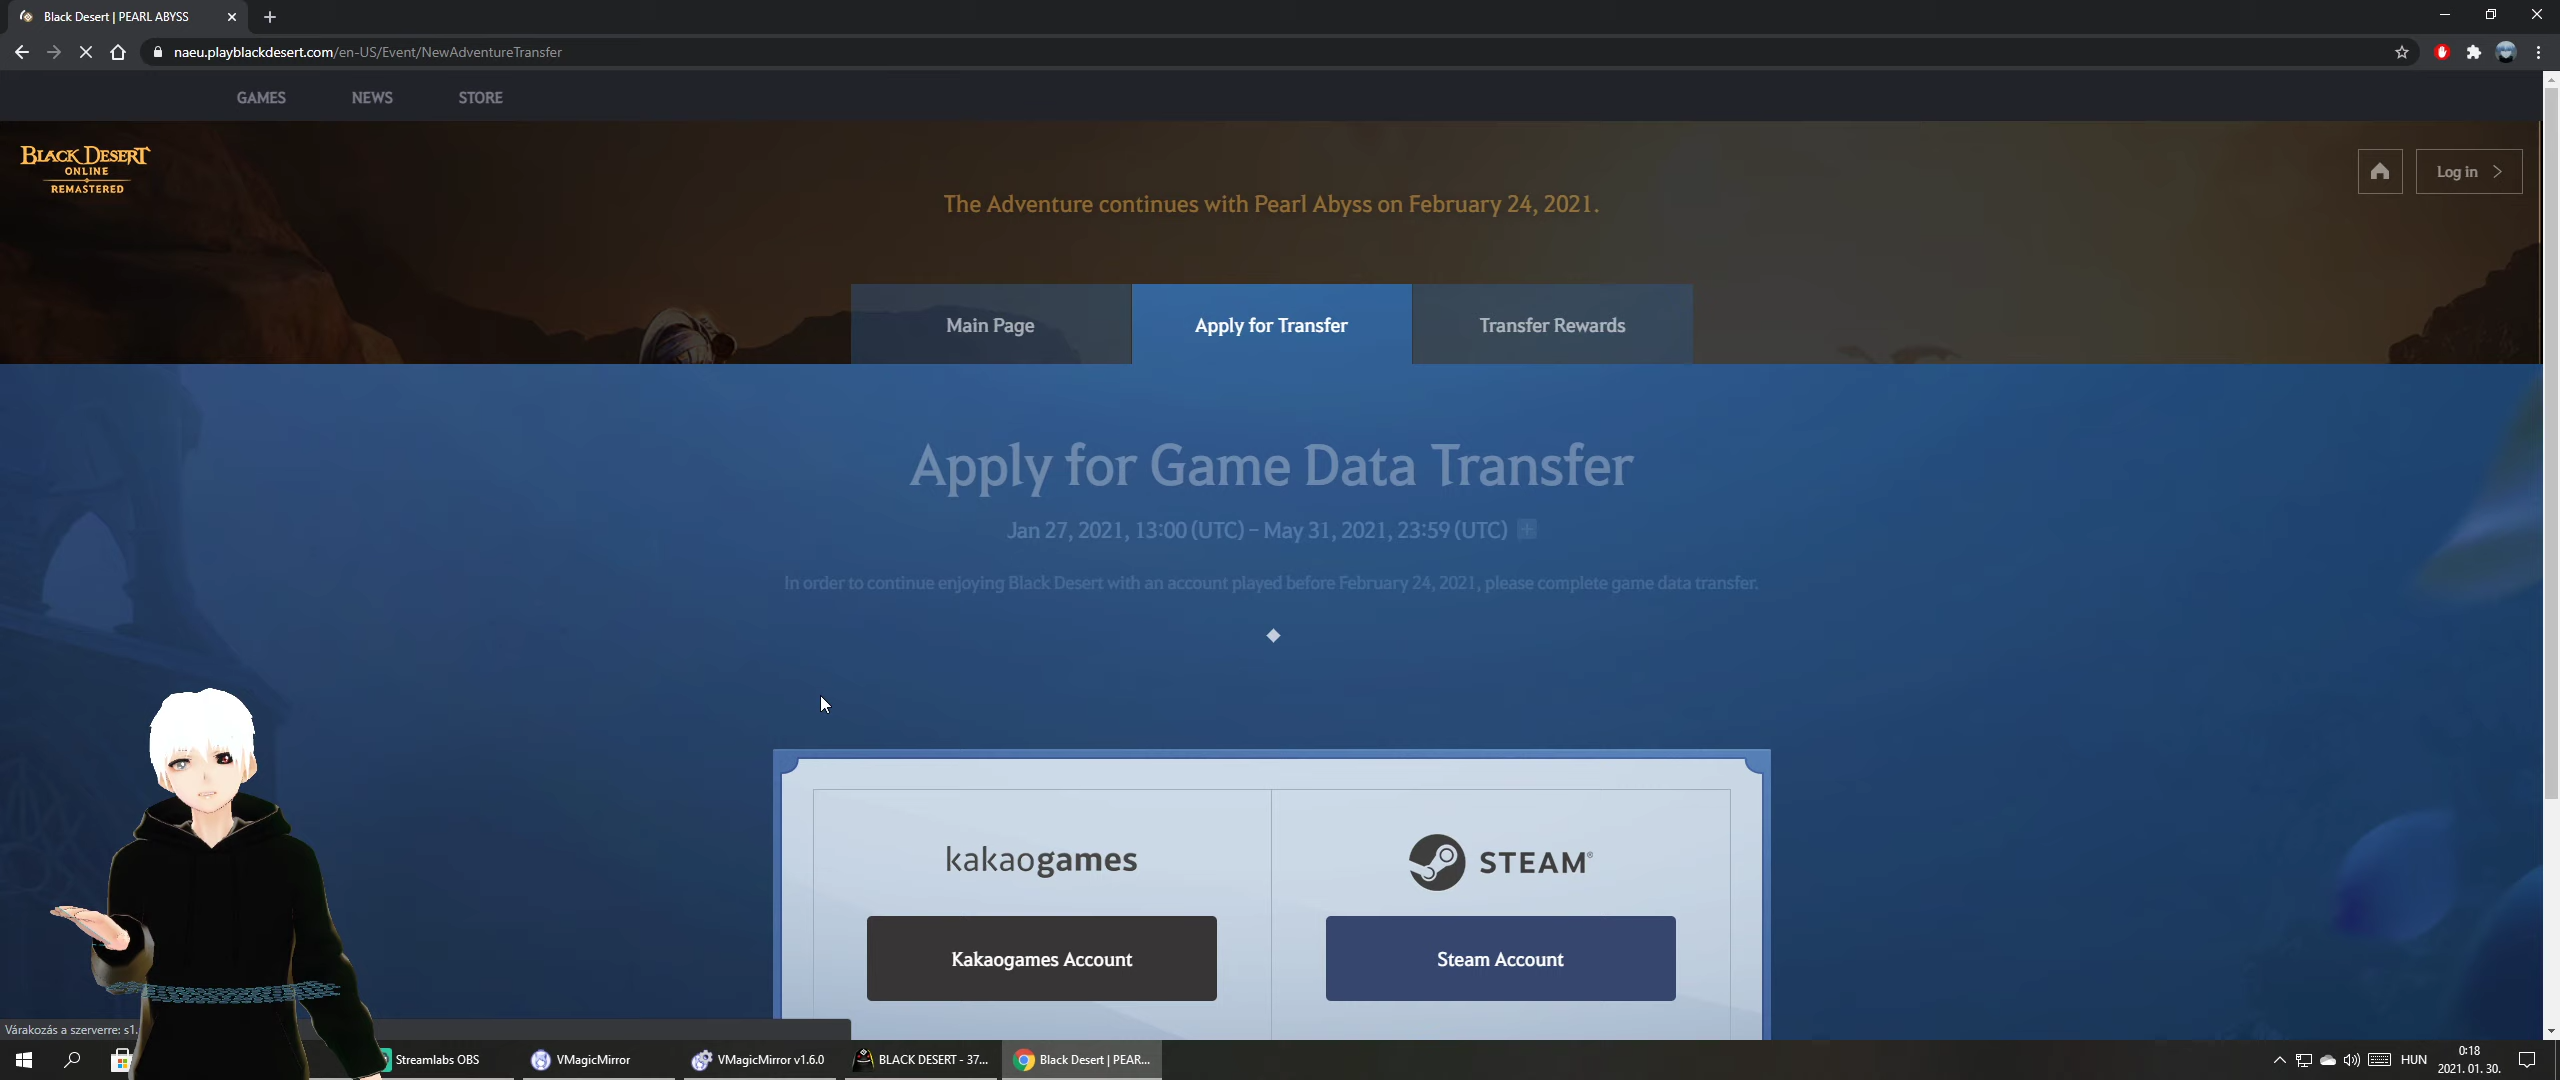 Black Desert | PEARL ABYSS
naeu.playblackdesert.com/en-US/Event/NewAdventureTransfer
GAMES NEWS STORE
BLACK DESERT
ONLINE
REMASTERED
Log in
The Adventure continues with Pearl Abyss on February 24, 2021.
Main Page Apply for Transfer Transfer Rewards
Apply for Game Data Transfer
Jan 27, 2021, 13:00 (UTC) – May 31, 2021, 23:59 (UTC) +
In order to continue enjoying Black Desert with an account played before February 24, 2021, please complete game data transfer.
kakaogames STEAM®
Kakaogames Account Steam Account
Várakozás a szerverre: s1.
Streamlabs OBS VMagicMirror VMagicMirror v1.6.0 BLACK DESERT - 37... Black Desert | PEAR... HUN 0:18
2021. 01. 30.